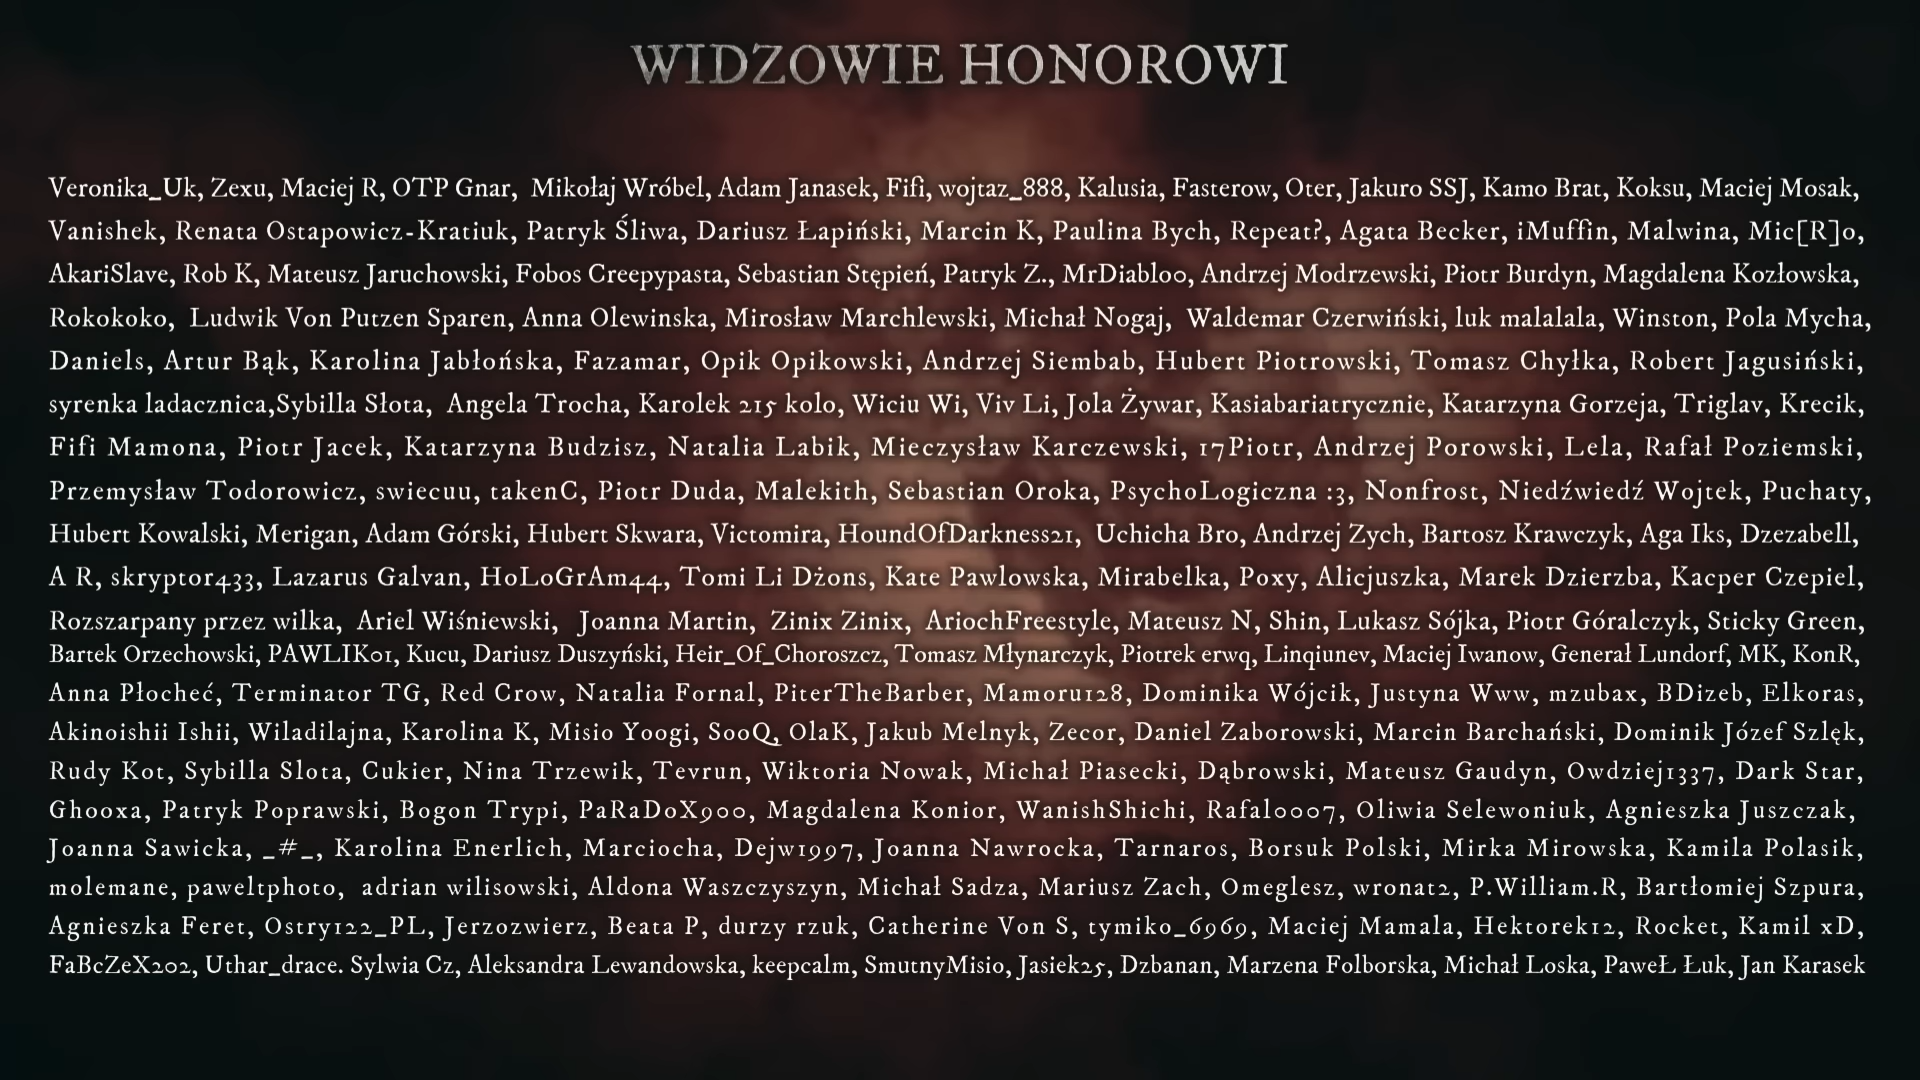 WIDZOWIE HONOROWI
Veronika_Uk, Zexu, Maciej R, OTP Gnar, Mikołaj Wróbel, Adam Janasek, Fifi, wojtaz_888, Kalusia, Fasterow, Oter, Jakuro SSJ, Kamo Brat, Koksu, Maciej Mosak,
Vanishek, Renata Ostapowicz-Kratiuk, Patryk Śliwa, Dariusz Łapiński, Marcin K, Paulina Bych, Repeat?, Agata Becker, iMuffin, Malwina, Mic[R]o,
AkariSlave, Rob K, Mateusz Jaruchowski, Fobos Creepypasta, Sebastian Stępień, Patryk Z., MrDiabloo, Andrzej Modrzewski, Piotr Burdyn, Magdalena Kozłowska,
Rokokoko, Ludwik Von Putzen Sparen, Anna Olewinska, Mirosław Marchlewski, Michał Nogaj, Waldemar Czerwiński, luk malalala, Winston, Pola Mycha,
Daniels, Artur Bąk, Karolina Jabłońska, Fazamar, Opik Opikowski, Andrzej Siembab, Hubert Piotrowski, Tomasz Chyłka, Robert Jagusiński,
syrenka ladacznica,Sybilla Słota, Angela Trocha, Karolek 215 kolo, Wiciu Wi, Viv Li, Jola Żywar, Kasiabariatrycznie, Katarzyna Gorzeja, Triglav, Krecik,
Fifi Mamona, Piotr Jacek, Katarzyna Budzisz, Natalia Labik, Mieczysław Karczewski, 17Piotr, Andrzej Porowski, Lela, Rafał Poziemski,
Przemysław Todorowicz, swiecuu, takenC, Piotr Duda, Malekith, Sebastian Oroka, PsychoLogiczna :3, Nonfrost, Niedźwiedź Wojtek, Puchaty,
Hubert Kowalski, Merigan, Adam Górski, Hubert Skwara, Victomira, HoundOfDarkness21, Uchicha Bro, Andrzej Zych, Bartosz Krawczyk, Aga Iks, Dzezabell,
A R, skryptor433, Lazarus Galvan, HoLoGrAm44, Tomi Li Dżons, Kate Pawlowska, Mirabelka, Poxy, Alicjuszka, Marek Dzierzba, Kacper Czepiel,
Rozszarpany przez wilka, Ariel Wiśniewski, Joanna Martin, Zinix Zinix, AriochFreestyle, Mateusz N, Shin, Lukasz Sójka, Piotr Góralczyk, Sticky Green,
Bartek Orzechowski, PAWLIK01, Kucu, Dariusz Duszyński, Heir_Of_Choroszcz, Tomasz Młynarczyk, Piotrek erwq, Linqiunev, Maciej Iwanow, Generał Lundorf, MK, KonR,
Anna Płocheć, Terminator TG, Red Crow, Natalia Fornal, PiterTheBarber, Mamoru128, Dominika Wójcik, Justyna Www, mzubax, BDizeb, Elkoras,
Akinoishii Ishii, Wiladilajna, Karolina K, Misio Yoogi, SooQ, OlaK, Jakub Melnyk, Zecor, Daniel Zaborowski, Marcin Barchański, Dominik Józef Szlęk,
Rudy Kot, Sybilla Slota, Cukier, Nina Trzewik, Tevrun, Wiktoria Nowak, Michał Piasecki, Dąbrowski, Mateusz Gaudyn, Owdziej1337, Dark Star,
Ghooxa, Patryk Poprawski, Bogon Trypi, PaRaDoX900, Magdalena Konior, WanishShichi, Rafal0007, Oliwia Selewoniuk, Agnieszka Juszczak,
Joanna Sawicka, _#_, Karolina Enerlich, Marciocha, Dejw1997, Joanna Nawrocka, Tarnaros, Borsuk Polski, Mirka Mirowska, Kamila Polasik,
molemane, paweltphoto, adrian wilisowski, Aldona Waszczyszyn, Michał Sadza, Mariusz Zach, Omeglesz, wronat2, P.William.R, Bartłomiej Szpura,
Agnieszka Feret, Ostry122_PL, Jerzozwierz, Beata P, durzy rzuk, Catherine Von S, tymiko_6969, Maciej Mamala, Hektorek12, Rocket, Kamil xD,
FaBcZeX202, Uthar_drace. Sylwia Cz, Aleksandra Lewandowska, keepcalm, SmutnyMisio, Jasiek25, Dzbanan, Marzena Folborska, Michał Loska, PaweŁ Łuk, Jan Karasek